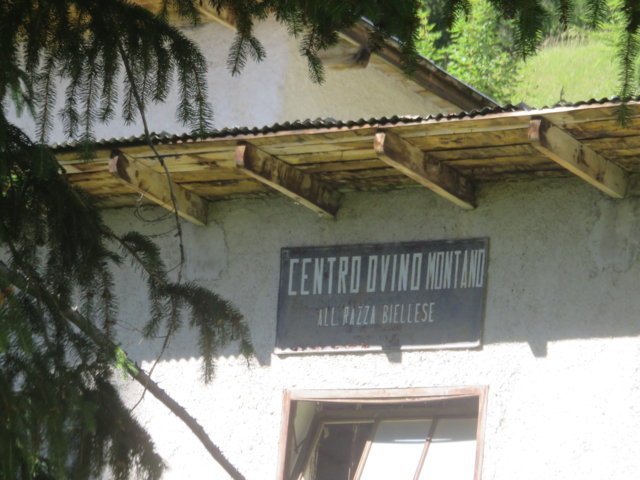 CENTRO OVINO MONTANO
ALL. RAZZA BIELLESE